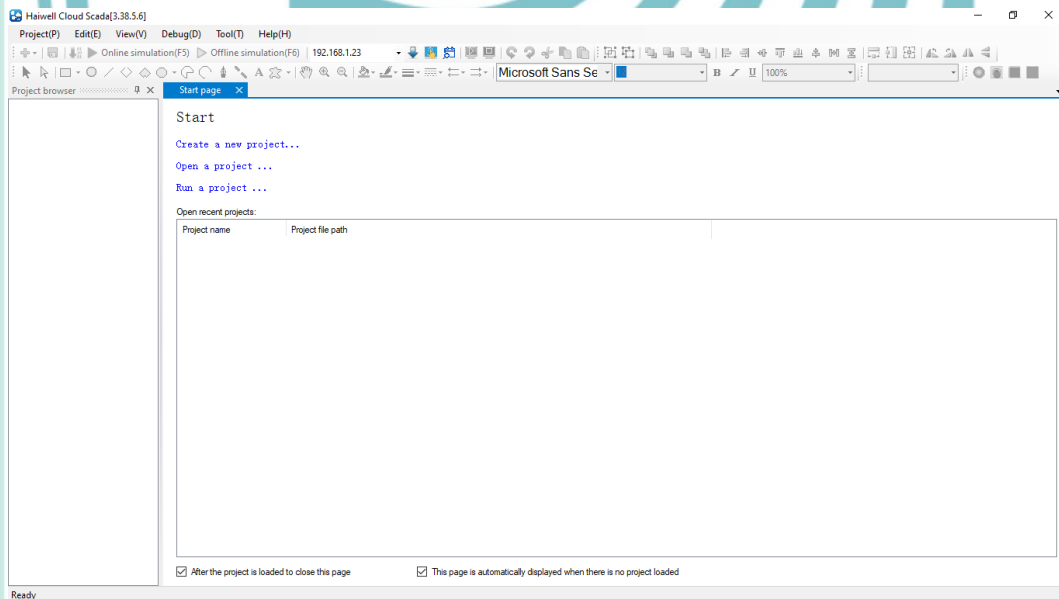 Haiwell Cloud Scada[3.38.5.6]
Project(P) Edit(E) View(V) Debug(D) Tool(T) Help(H)
Online simulation(F5) Offline simulation(F6) 192.168.1.23
A Microsoft Sans Se B I U 100%
Project browser Start page
Start
Create a new project...
Open a project ...
Run a project ...
Open recent projects:
Project name Project file path
After the project is loaded to close this page This page is automatically displayed when there is no project loaded
Ready